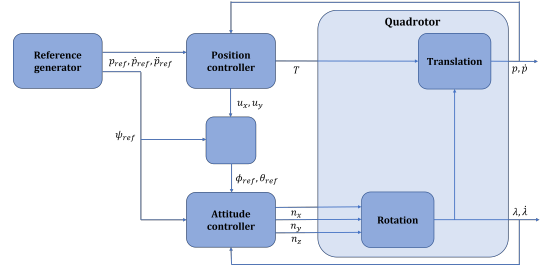 Quadrotor
Reference
generator
p_ref, ṗ_ref, p̈_ref
Position
controller
T
Translation
p, ṗ
u_x, u_y
ψ_ref
ϕ_ref, θ_ref
Attitude
controller
n_x
n_y
n_z
Rotation
λ, λ̇